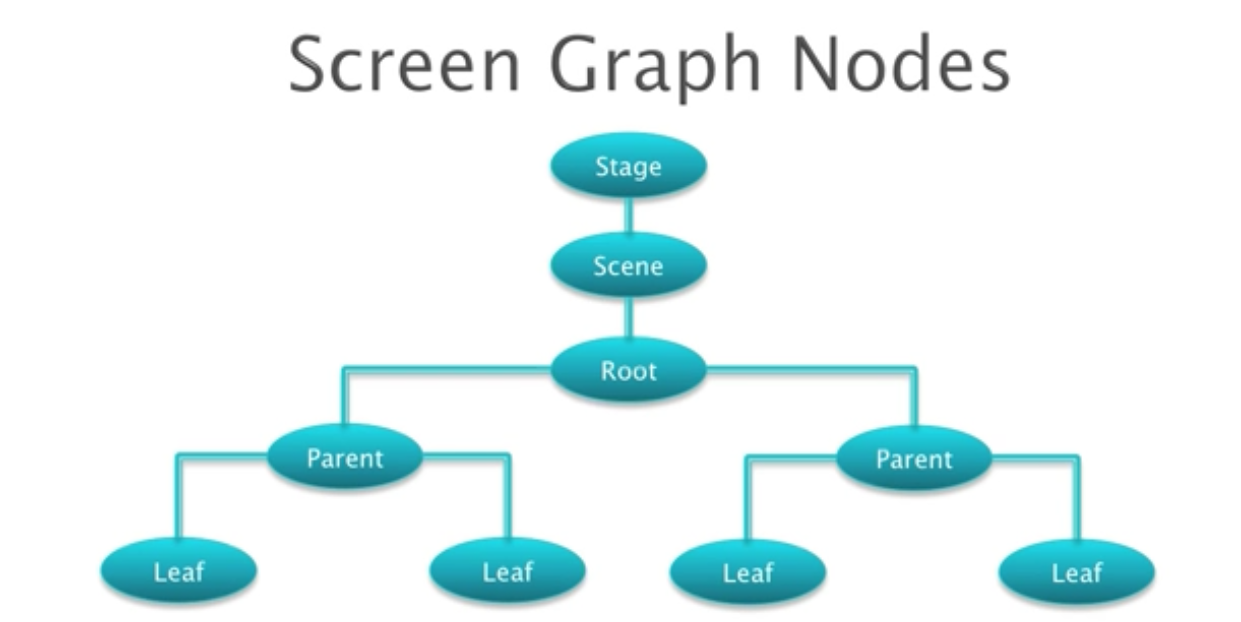 Screen Graph Nodes
Stage
Scene
Root
Parent
Parent
Leaf
Leaf
Leaf
Leaf